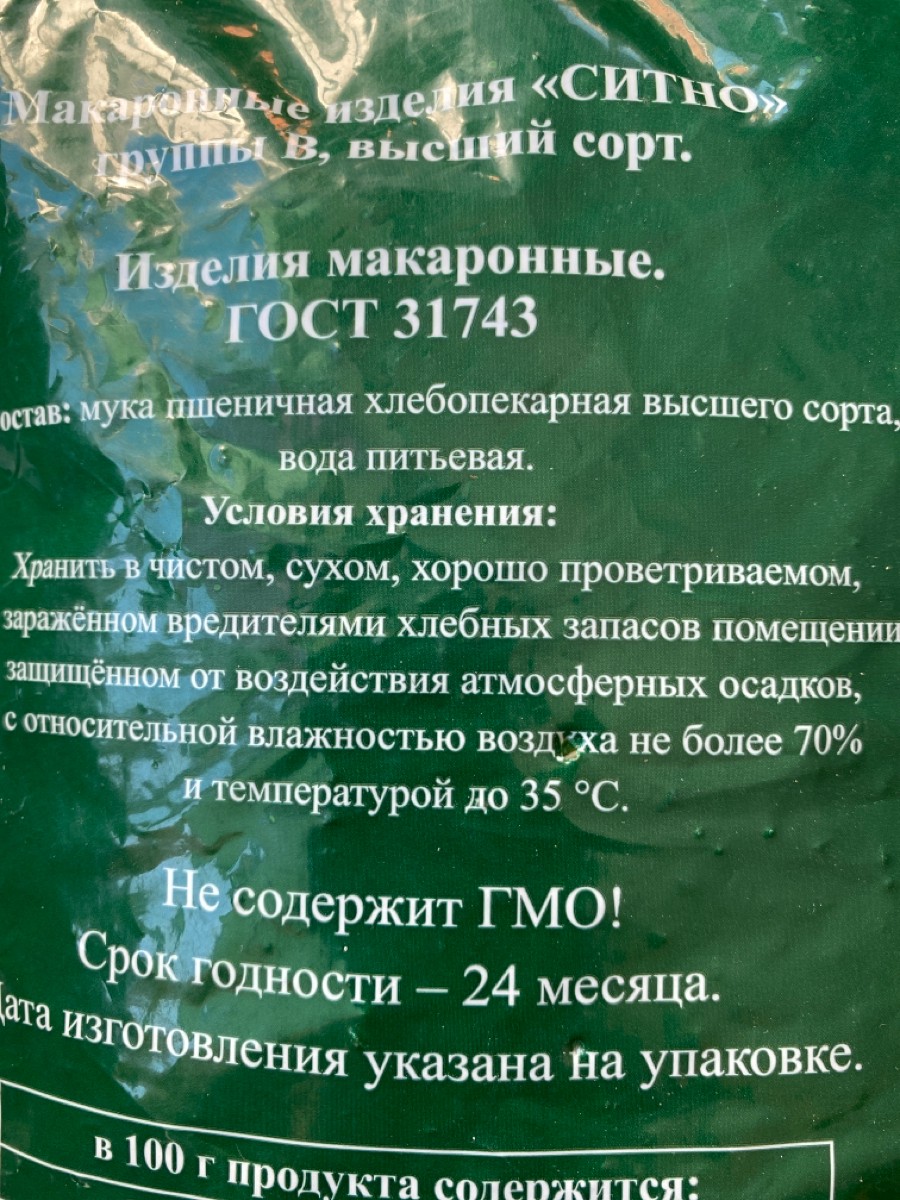 Макаронные изделия «СИТНО»
группы В, высший сорт.
Изделия макаронные.
ГОСТ 31743
остав: мука пшеничная хлебопекарная высшего сорта,
вода питьевая.
Условия хранения:
Хранить в чистом, сухом, хорошо проветриваемом,
заражённом вредителями хлебных запасов помещении
защищённом от воздействия атмосферных осадков,
с относительной влажностью воздуха не более 70%
и температурой до 35 °С.
Не содержит ГМО!
Срок годности – 24 месяца.
Дата изготовления указана на упаковке.
в 100 г продукта содержится: